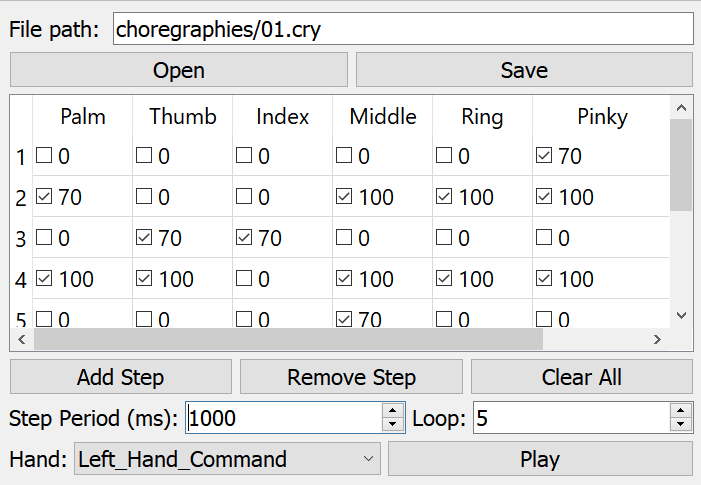 File path: choregraphies/01.cry
Open Save
Palm Thumb Index Middle Ring Pinky
1 0 0 0 0 0 70
2 70 0 0 100 100 100
3 0 70 70 0 0 0
4 100 100 0 100 100 100
5 0 0 0 70 0 0
Add Step Remove Step Clear All
Step Period (ms): 1000 Loop: 5
Hand: Left_Hand_Command Play